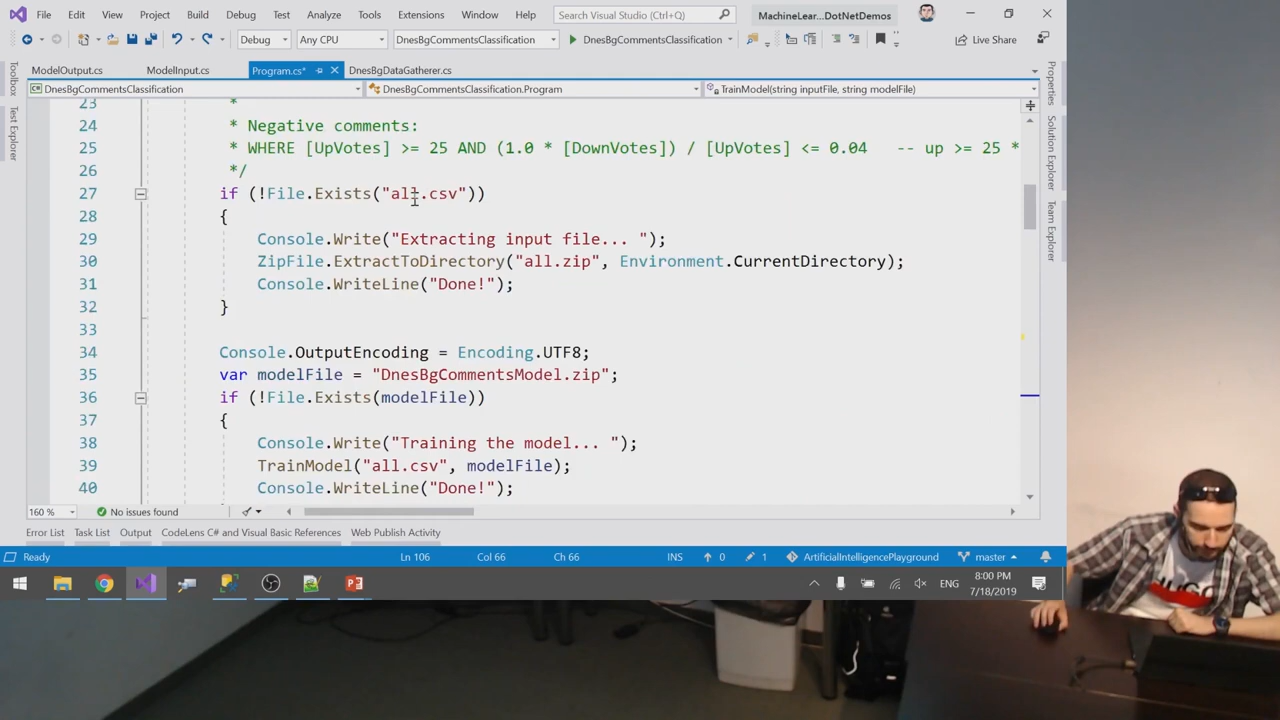 File Edit View Project Build Debug Test Analyze Tools Extensions Window Help Search Visual Studio (Ctrl+Q) MachineLear...DotNetDemos
Debug Any CPU DnesBgCommentsClassification DnesBgCommentsClassification Live Share
ModelOutput.cs ModelInput.cs Program.cs* DnesBgDataGatherer.cs
DnesBgCommentsClassification DnesBgCommentsClassification.Program TrainModel(string inputFile, string modelFile)
Toolbox
Test Explorer
23 *
24 * Negative comments:
25 * WHERE [UpVotes] >= 25 AND (1.0 * [DownVotes]) / [UpVotes] <= 0.04 -- up >= 25 *
26 */
27 if (!File.Exists("all.csv"))
28 {
29 Console.Write("Extracting input file... ");
30 ZipFile.ExtractToDirectory("all.zip", Environment.CurrentDirectory);
31 Console.WriteLine("Done!");
32 }
33
34 Console.OutputEncoding = Encoding.UTF8;
35 var modelFile = "DnesBgCommentsModel.zip";
36 if (!File.Exists(modelFile))
37 {
38 Console.Write("Training the model... ");
39 TrainModel("all.csv", modelFile);
40 Console.WriteLine("Done!");
Properties
Solution Explorer
Team Explorer
160 % No issues found
Error List Task List Output CodeLens C# and Visual Basic References Web Publish Activity
Ready Ln 106 Col 66 Ch 66 INS 0 1 ArtificialIntelligencePlayground master
ENG 8:00 PM
7/18/2019